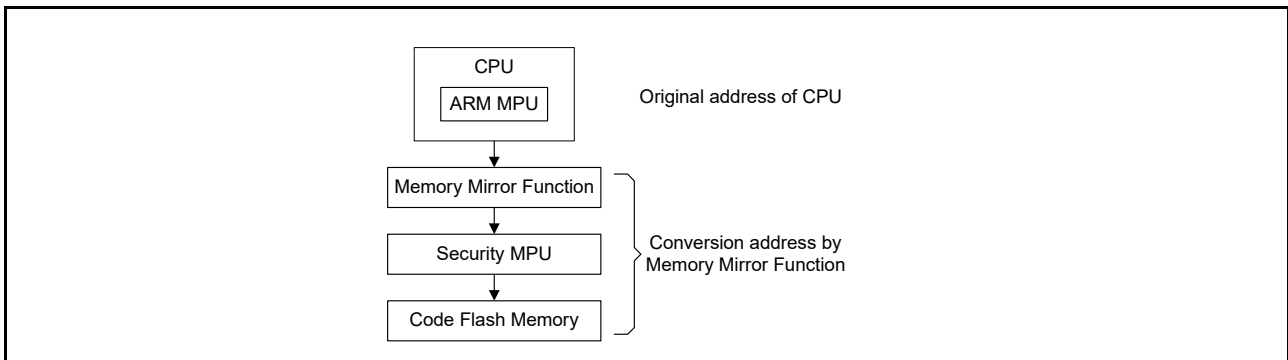 CPU
ARM MPU
Original address of CPU
Memory Mirror Function
Security MPU
Conversion address by
Memory Mirror Function
Code Flash Memory